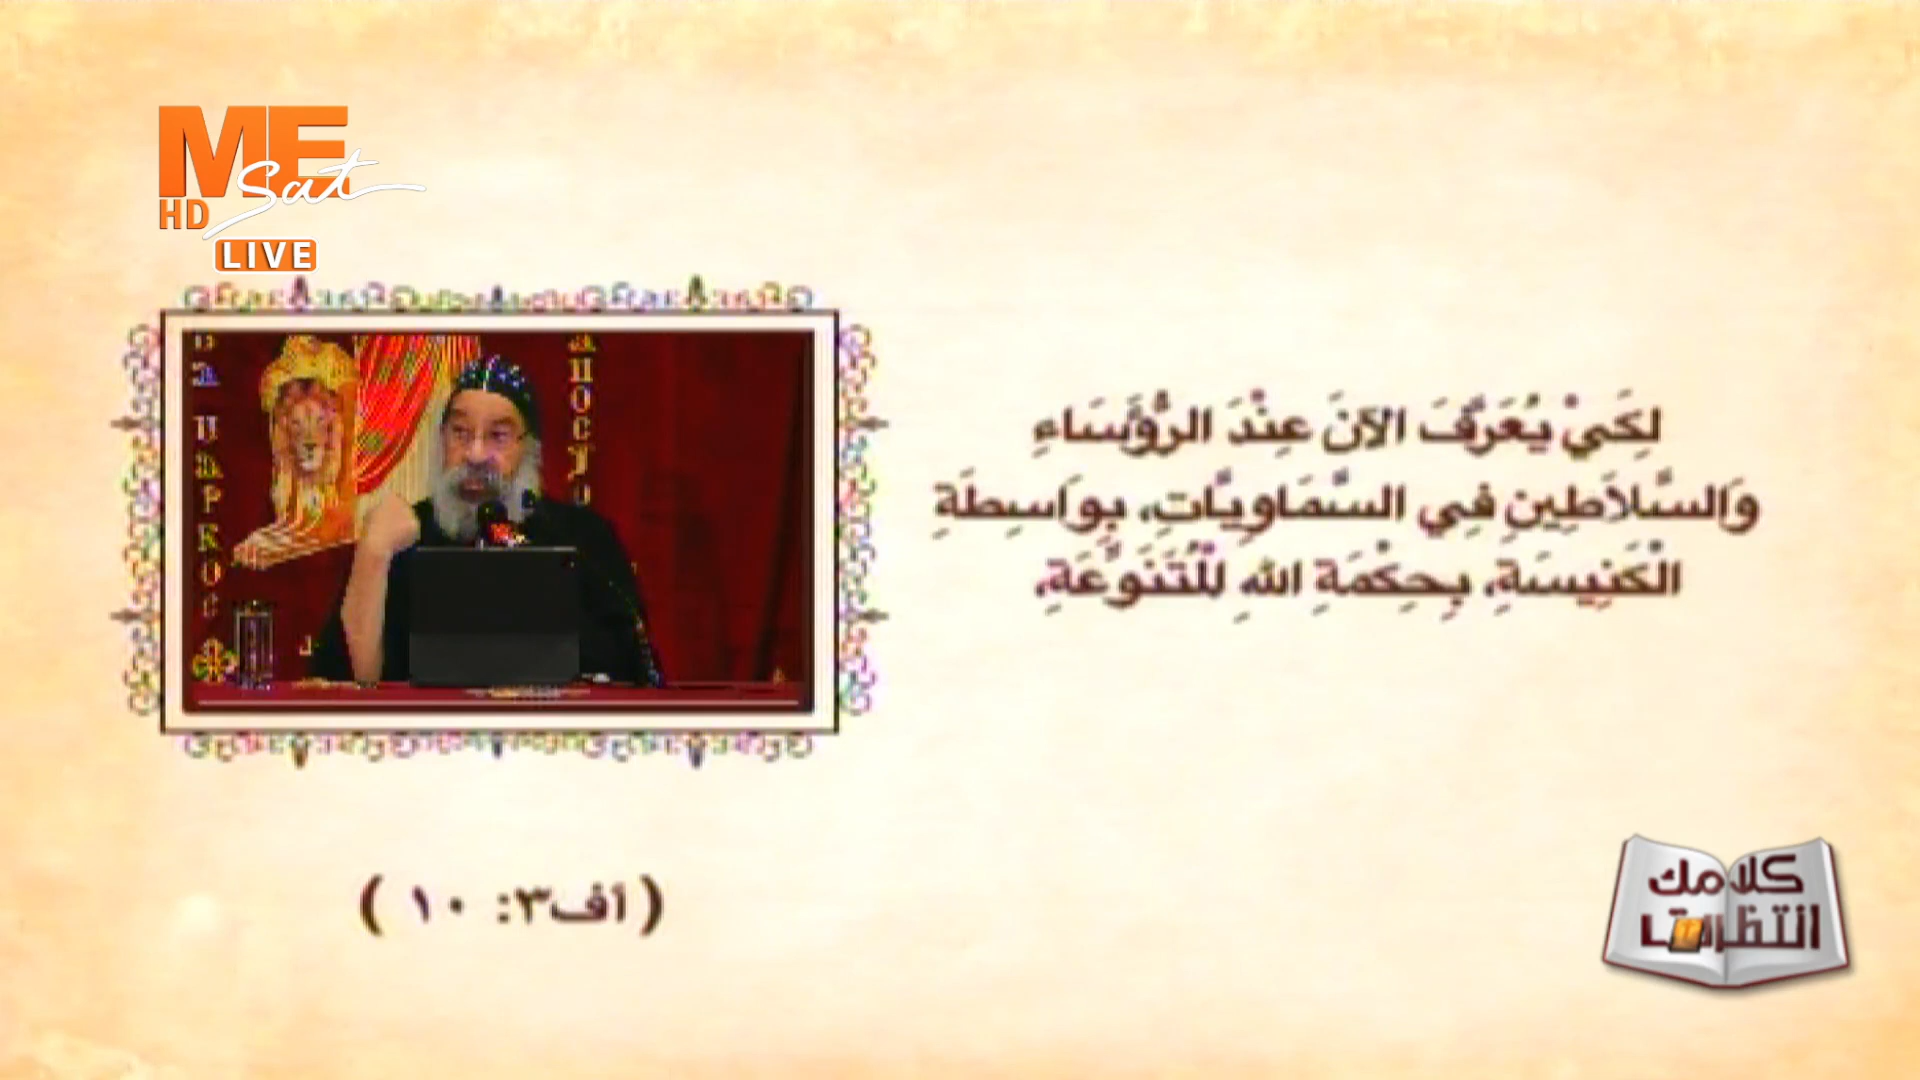 ME
Sat
HD
LIVE
لِكَيْ يُعَرَّفَ الآنَ عِنْدَ الرُّؤَسَاءِ
وَالسَّلاَطِينِ فِي السَّمَاوِيَّاتِ، بِوَاسِطَةِ
الْكَنِيسَةِ، بِحِكْمَةِ اللهِ الْمُتَنَوِّعَةِ،
(أف٣: ١٠)
كلامك
انتظرت